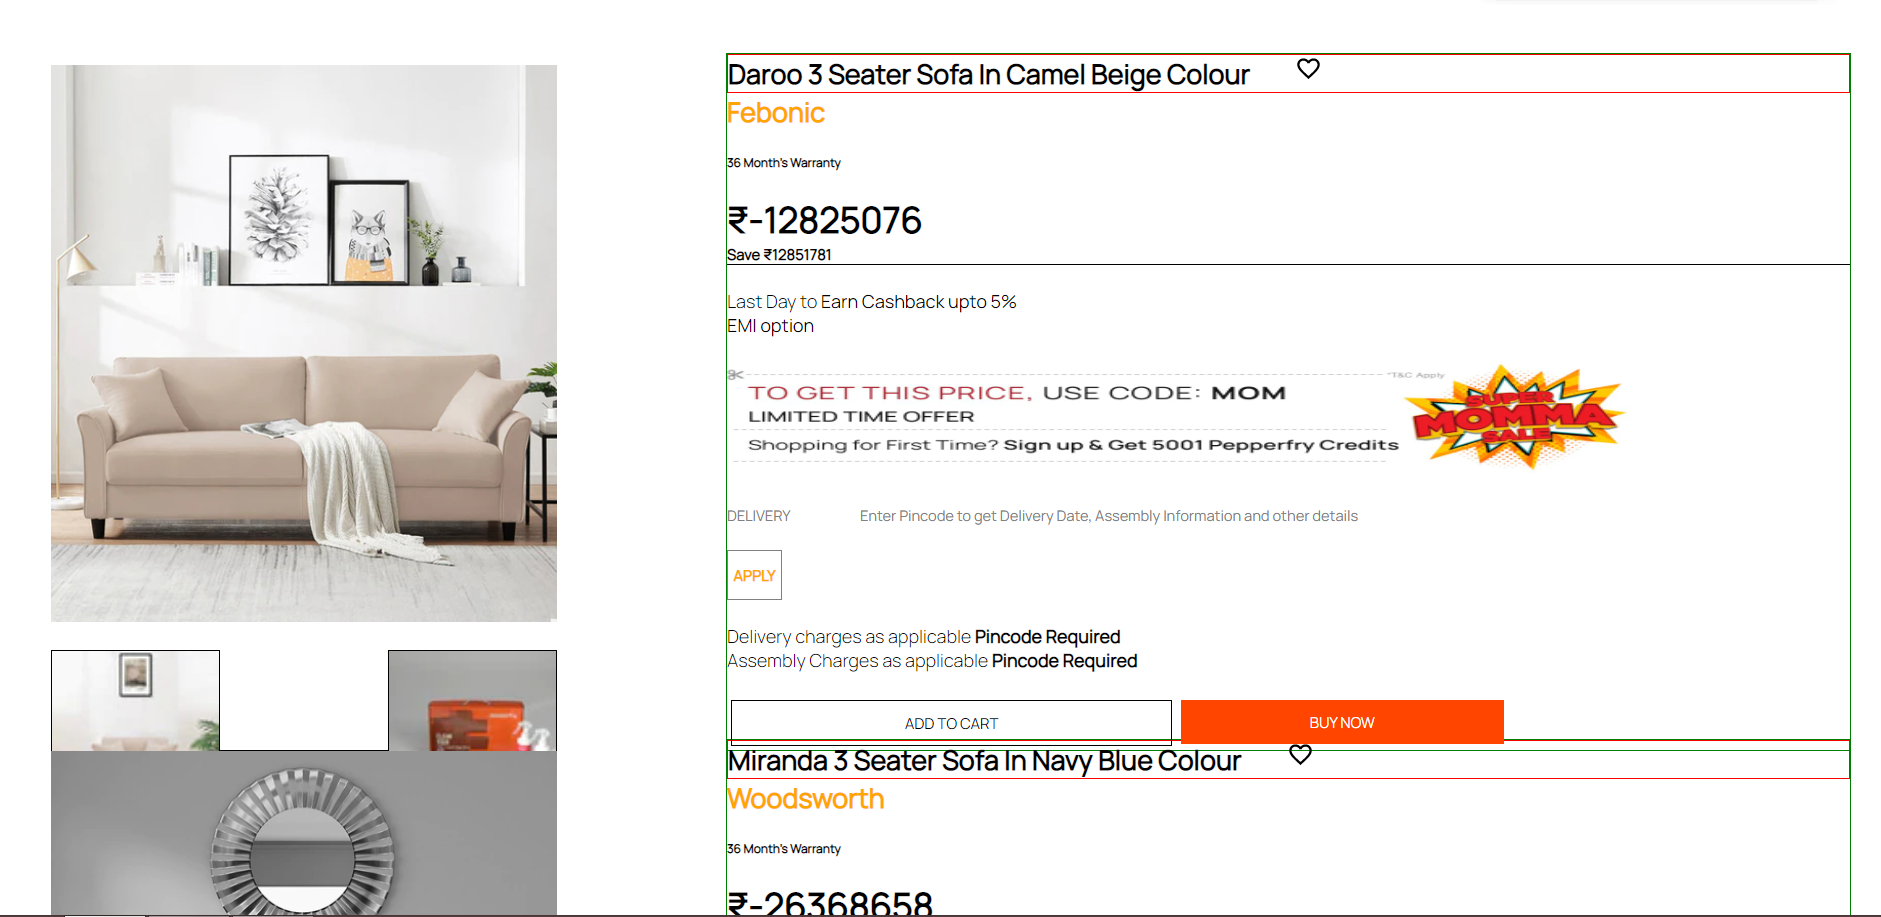 Daroo 3 Seater Sofa In Camel Beige Colour
Febonic
36 Month's Warranty
₹-12825076
Save ₹12851781
Last Day to Earn Cashback upto 5%
EMI option
*T&C Apply
TO GET THIS PRICE, USE CODE: MOM
LIMITED TIME OFFER
Shopping for First Time? Sign up & Get 5001 Pepperfry Credits
SUPER
MOMMA
SALE
DELIVERY Enter Pincode to get Delivery Date, Assembly Information and other details
APPLY
Delivery charges as applicable Pincode Required
Assembly Charges as applicable Pincode Required
ADD TO CART BUY NOW
Miranda 3 Seater Sofa In Navy Blue Colour
Woodsworth
36 Month's Warranty
₹-26368658